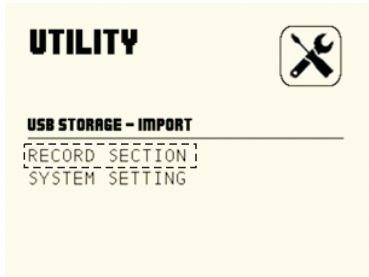 UTILITY
USB STORAGE – IMPORT
RECORD SECTION
SYSTEM SETTING